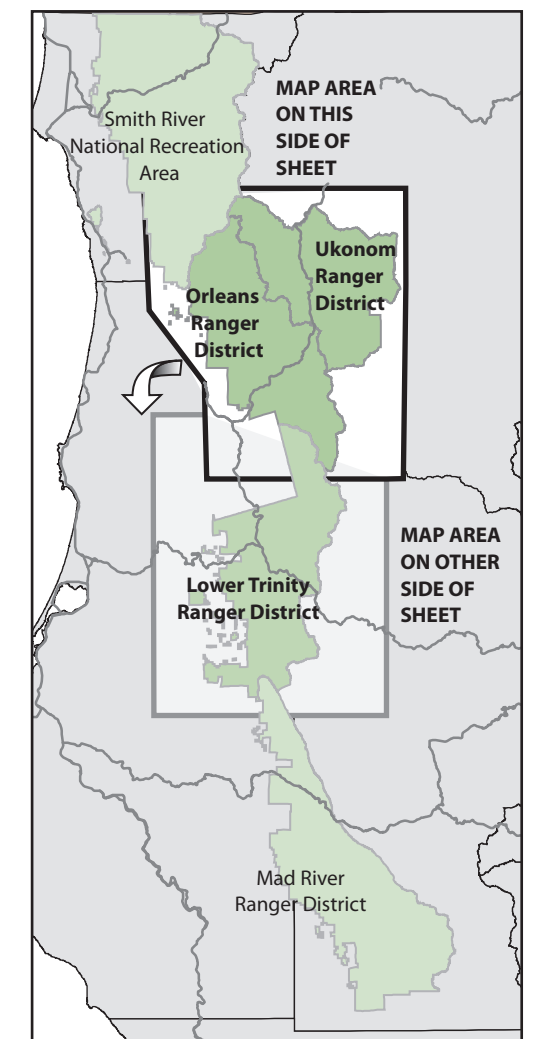 MAP AREA
ON THIS
SIDE OF
SHEET
Smith River
National Recreation
Area
Ukonom
Ranger
District
Orleans
Ranger
District
MAP AREA
ON OTHER
SIDE OF
SHEET
Lower Trinity
Ranger District
Mad River
Ranger District